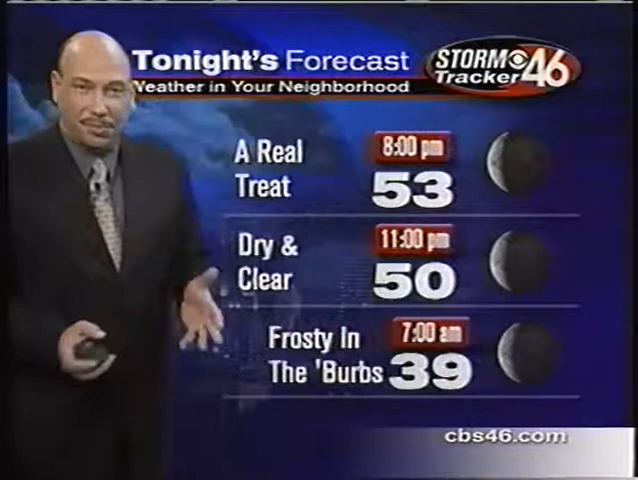 Tonight's Forecast
Weather in Your Neighborhood
STORM 46
Tracker
A Real
Treat
8:00 pm
53
Dry &
Clear
11:00 pm
50
Frosty In
The 'Burbs
7:00 am
39
cbs46.com